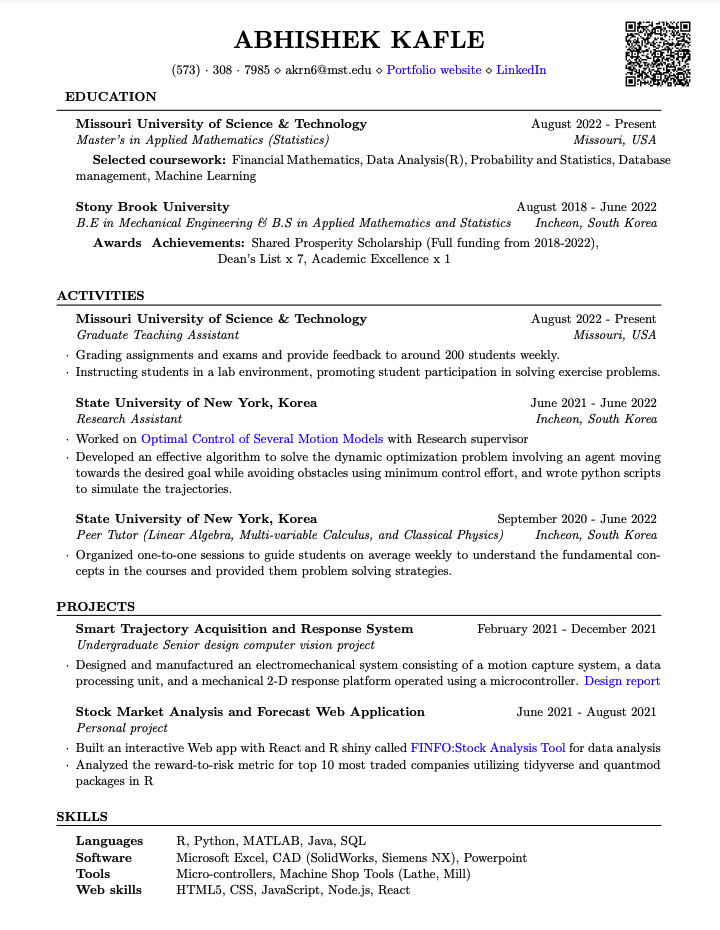 ABHISHEK KAFLE
(573) · 308 · 7985 ⋄ akrn6@mst.edu ⋄ Portfolio website ⋄ LinkedIn
EDUCATION
Missouri University of Science & Technology August 2022 - Present
Master's in Applied Mathematics (Statistics) Missouri, USA
Selected coursework: Financial Mathematics, Data Analysis(R), Probability and Statistics, Database
management, Machine Learning
Stony Brook University August 2018 - June 2022
B.E in Mechanical Engineering & B.S in Applied Mathematics and Statistics Incheon, South Korea
Awards Achievements: Shared Prosperity Scholarship (Full funding from 2018-2022),
Dean's List x 7, Academic Excellence x 1
ACTIVITIES
Missouri University of Science & Technology August 2022 - Present
Graduate Teaching Assistant Missouri, USA
· Grading assignments and exams and provide feedback to around 200 students weekly.
· Instructing students in a lab environment, promoting student participation in solving exercise problems.
State University of New York, Korea June 2021 - June 2022
Research Assistant Incheon, South Korea
· Worked on Optimal Control of Several Motion Models with Research supervisor
· Developed an effective algorithm to solve the dynamic optimization problem involving an agent moving
towards the desired goal while avoiding obstacles using minimum control effort, and wrote python scripts
to simulate the trajectories.
State University of New York, Korea September 2020 - June 2022
Peer Tutor (Linear Algebra, Multi-variable Calculus, and Classical Physics) Incheon, South Korea
· Organized one-to-one sessions to guide students on average weekly to understand the fundamental con-
cepts in the courses and provided them problem solving strategies.
PROJECTS
Smart Trajectory Acquisition and Response System February 2021 - December 2021
Undergraduate Senior design computer vision project
· Designed and manufactured an electromechanical system consisting of a motion capture system, a data
processing unit, and a mechanical 2-D response platform operated using a microcontroller. Design report
Stock Market Analysis and Forecast Web Application June 2021 - August 2021
Personal project
· Built an interactive Web app with React and R shiny called FINFO:Stock Analysis Tool for data analysis
· Analyzed the reward-to-risk metric for top 10 most traded companies utilizing tidyverse and quantmod
packages in R
SKILLS
Languages R, Python, MATLAB, Java, SQL
Software Microsoft Excel, CAD (SolidWorks, Siemens NX), Powerpoint
Tools Micro-controllers, Machine Shop Tools (Lathe, Mill)
Web skills HTML5, CSS, JavaScript, Node.js, React